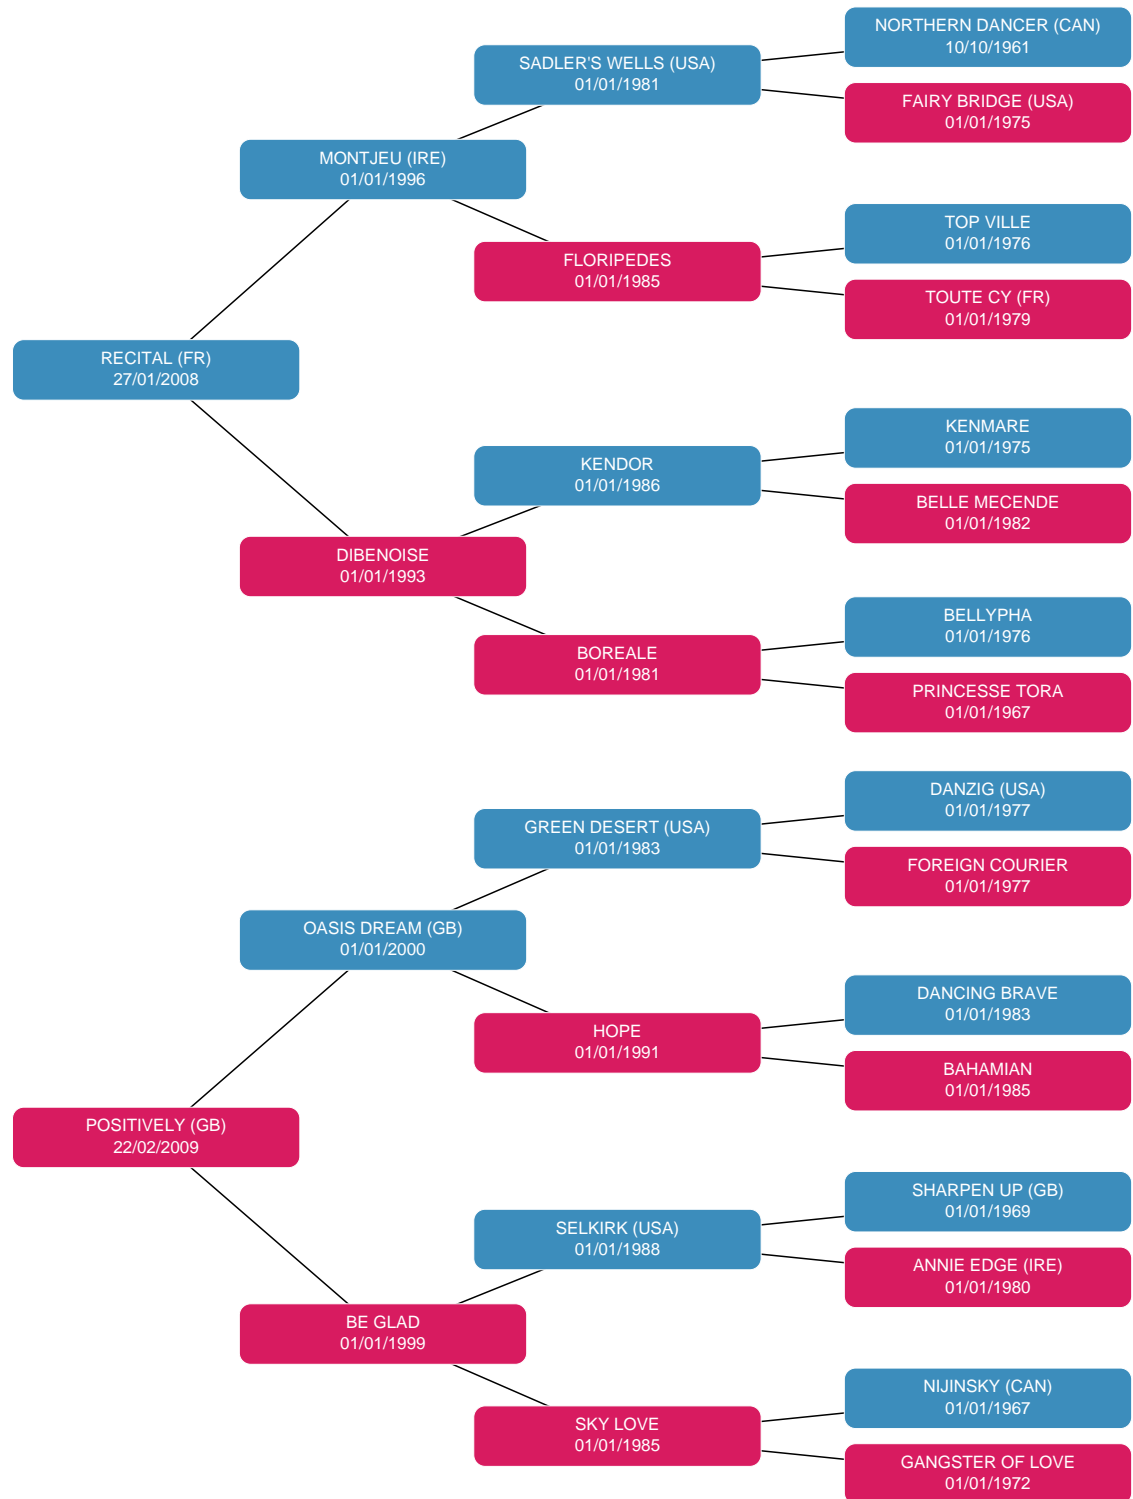 NORTHERN DANCER (CAN)
10/10/1961
SADLER'S WELLS (USA)
01/01/1981
FAIRY BRIDGE (USA)
01/01/1975
MONTJEU (IRE)
01/01/1996
TOP VILLE
01/01/1976
FLORIPEDES
01/01/1985
TOUTE CY (FR)
01/01/1979
RECITAL (FR)
27/01/2008
KENMARE
01/01/1975
KENDOR
01/01/1986
BELLE MECENDE
01/01/1982
DIBENOISE
01/01/1993
BELLYPHA
01/01/1976
BOREALE
01/01/1981
PRINCESSE TORA
01/01/1967
DANZIG (USA)
01/01/1977
GREEN DESERT (USA)
01/01/1983
FOREIGN COURIER
01/01/1977
OASIS DREAM (GB)
01/01/2000
DANCING BRAVE
01/01/1983
HOPE
01/01/1991
BAHAMIAN
01/01/1985
POSITIVELY (GB)
22/02/2009
SHARPEN UP (GB)
01/01/1969
SELKIRK (USA)
01/01/1988
ANNIE EDGE (IRE)
01/01/1980
BE GLAD
01/01/1999
NIJINSKY (CAN)
01/01/1967
SKY LOVE
01/01/1985
GANGSTER OF LOVE
01/01/1972